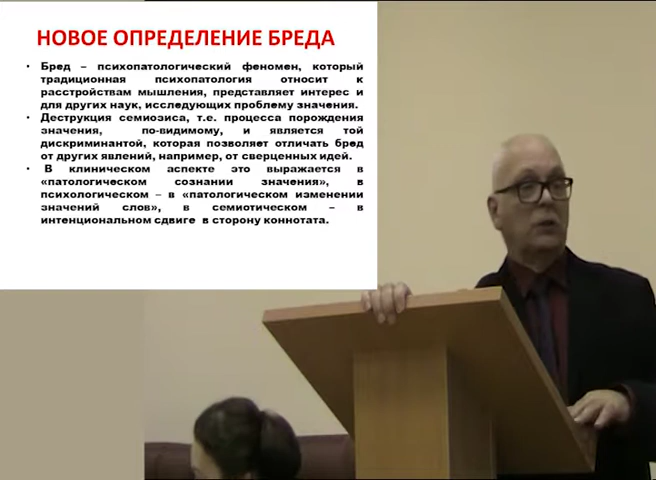 НОВОЕ ОПРЕДЕЛЕНИЕ БРЕДА
• Бред – психопатологический феномен, который
традиционная психопатология относит к
расстройствам мышления, представляет интерес и
для других наук, исследующих проблему значения.
• Деструкция семиозиса, т.е. процесса порождения
значения, по-видимому, и является той
дискриминантой, которая позволяет отличать бред
от других явлений, например, от сверценных идей.
• В клиническом аспекте это выражается в
«патологическом сознании значения», в
психологическом – в «патологическом изменении
значений слов», в семиотическом – в
интенциональном сдвиге в сторону коннотата.